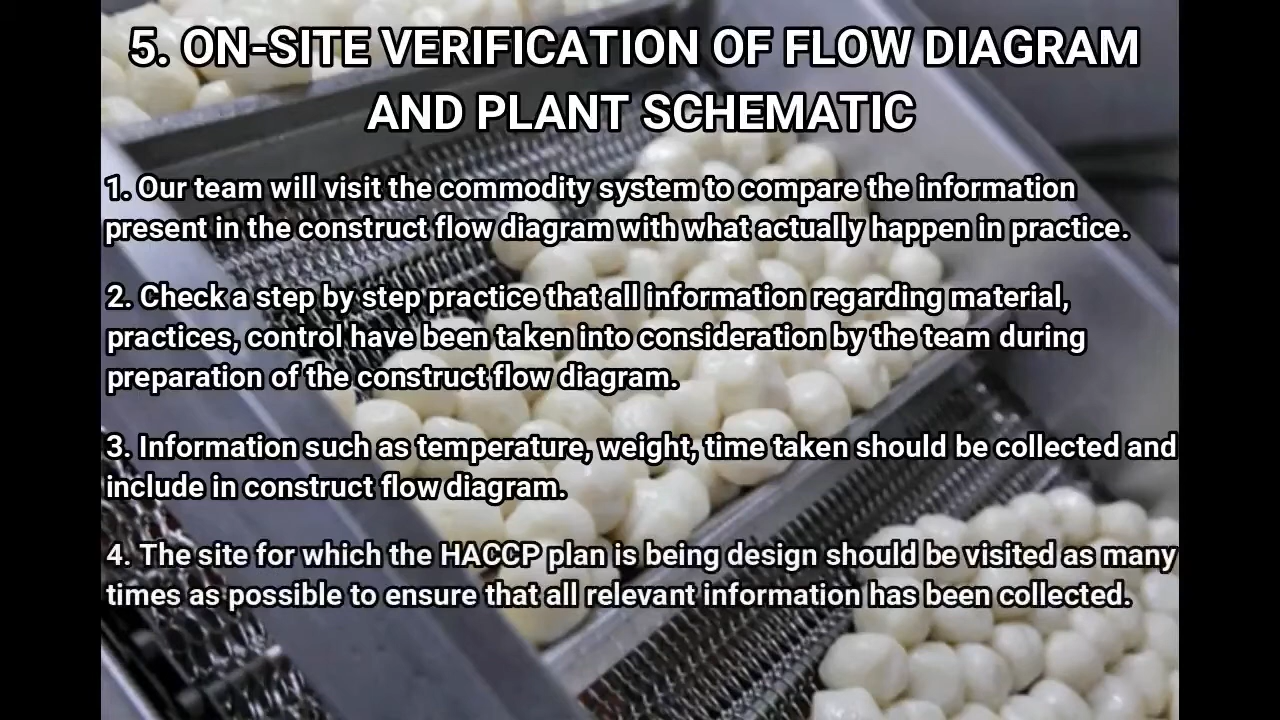 5. ON-SITE VERIFICATION OF FLOW DIAGRAM
AND PLANT SCHEMATIC
1. Our team will visit the commodity system to compare the information
present in the construct flow diagram with what actually happen in practice.
2. Check a step by step practice that all information regarding material,
practices, control have been taken into consideration by the team during
preparation of the construct flow diagram.
3. Information such as temperature, weight, time taken should be collected and
include in construct flow diagram.
4. The site for which the HACCP plan is being design should be visited as many
times as possible to ensure that all relevant information has been collected.